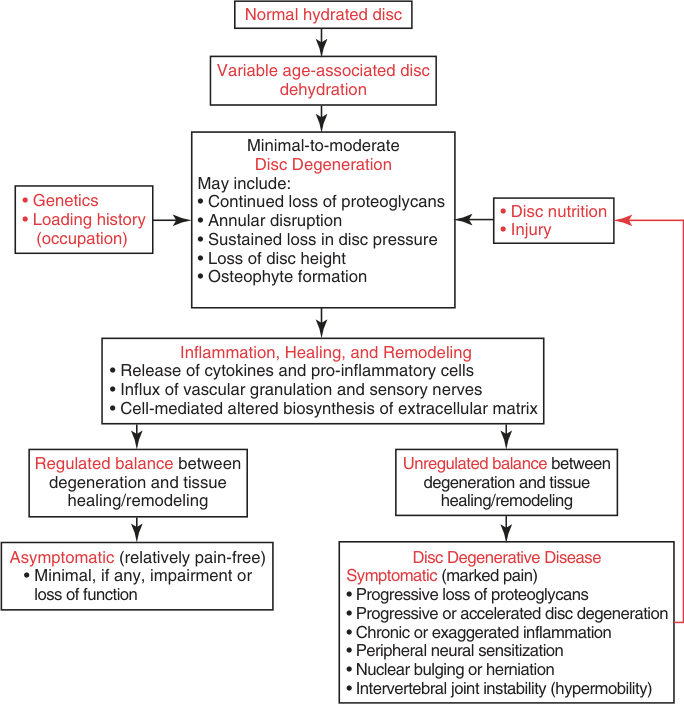 Normal hydrated disc
Variable age-associated disc
dehydration
Minimal-to-moderate
Disc Degeneration
May include:
• Continued loss of proteoglycans
• Annular disruption
• Sustained loss in disc pressure
• Loss of disc height
• Osteophyte formation
• Genetics
• Loading history
(occupation)
• Disc nutrition
• Injury
Inflammation, Healing, and Remodeling
• Release of cytokines and pro-inflammatory cells
• Influx of vascular granulation and sensory nerves
• Cell-mediated altered biosynthesis of extracellular matrix
Regulated balance between
degeneration and tissue
healing/remodeling
Unregulated balance between
degeneration and tissue
healing/remodeling
Asymptomatic (relatively pain-free)
• Minimal, if any, impairment or
loss of function
Disc Degenerative Disease
Symptomatic (marked pain)
• Progressive loss of proteoglycans
• Progressive or accelerated disc degeneration
• Chronic or exaggerated inflammation
• Peripheral neural sensitization
• Nuclear bulging or herniation
• Intervertebral joint instability (hypermobility)